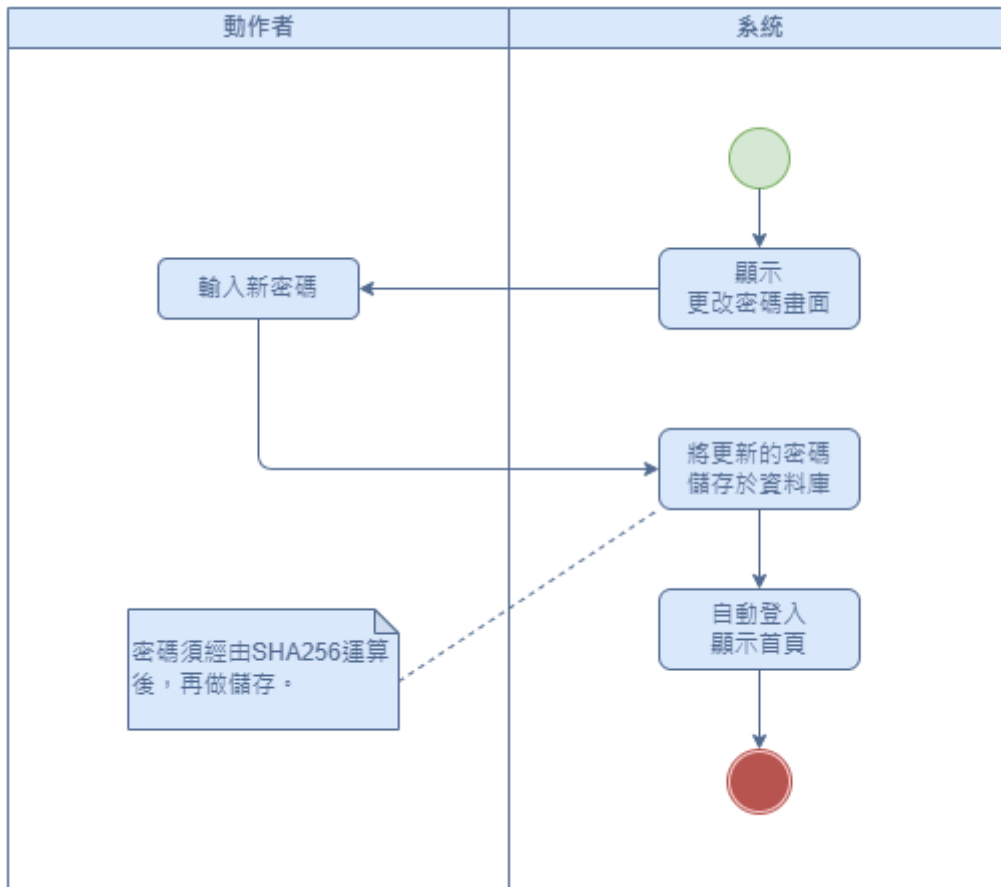 動作者
系統
顯示
更改密碼畫面
輸入新密碼
將更新的密碼
儲存於資料庫
自動登入
顯示首頁
密碼須經由SHA256運算
後，再做儲存。